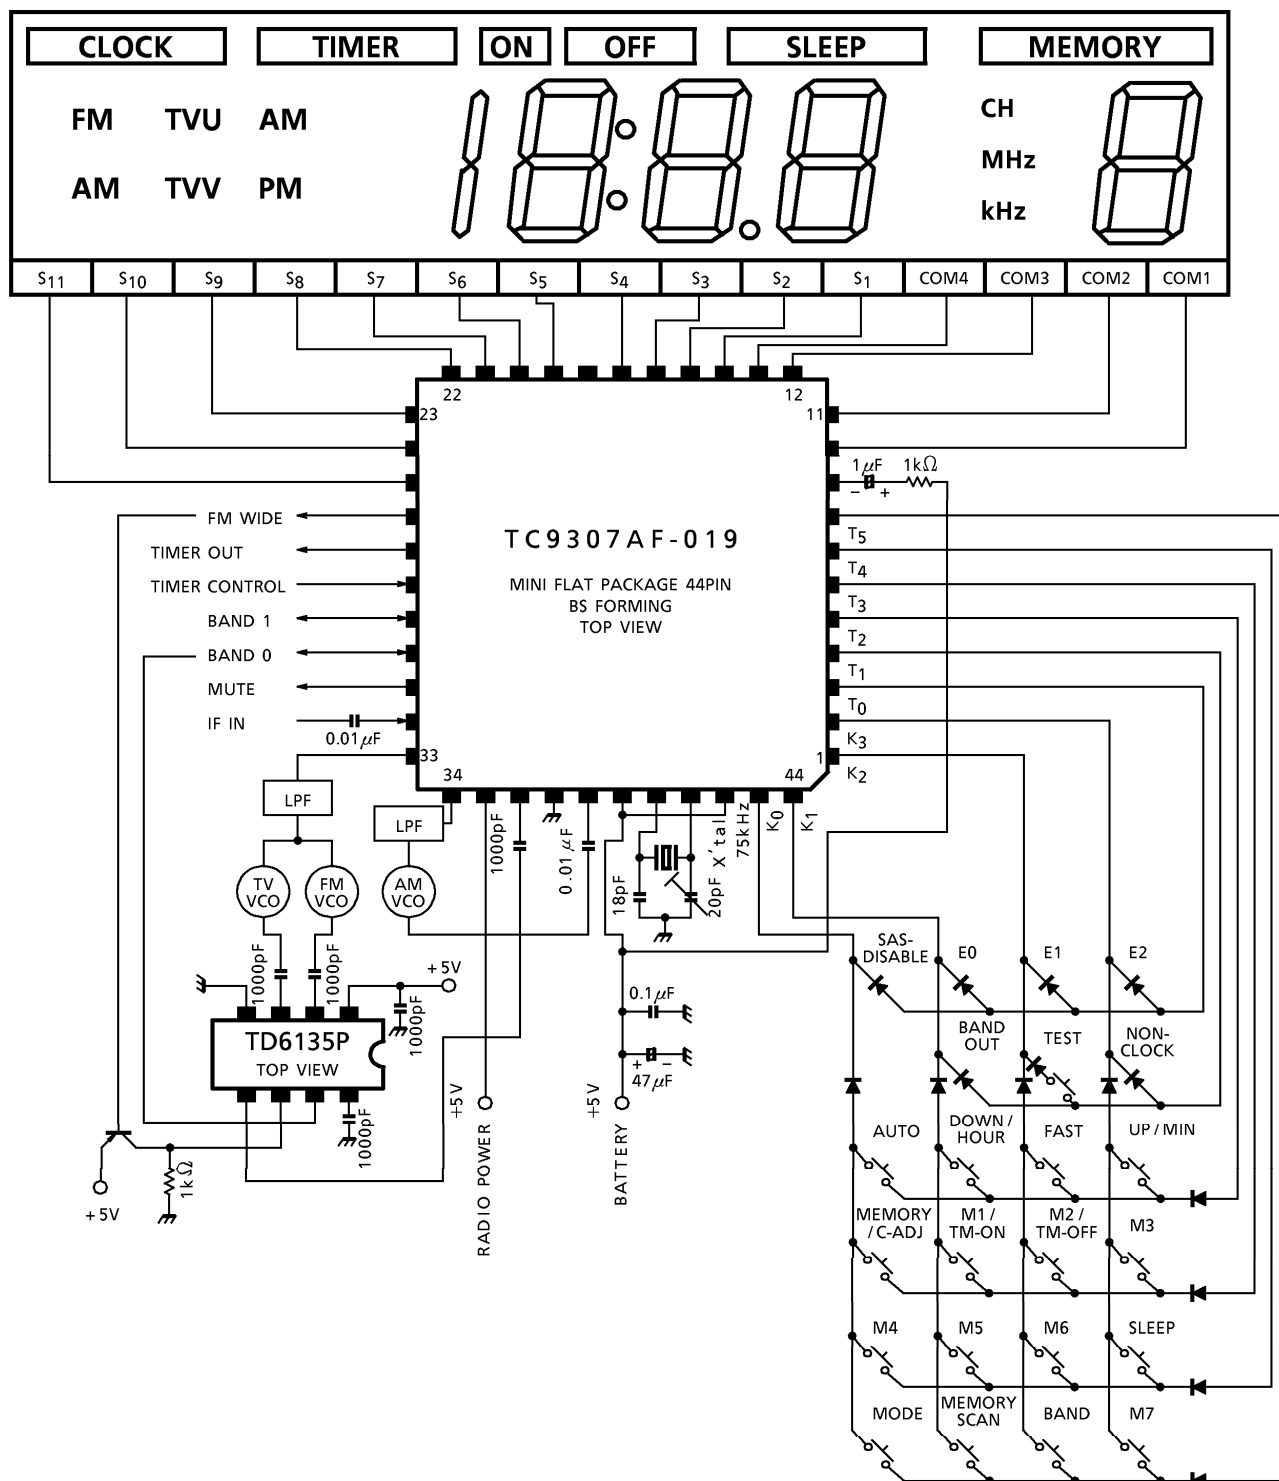 CLOCK TIMER ON OFF SLEEP MEMORY
FM TVU AM
AM TVV PM
18:8.8
CH
MHz
kHz
8
S11 S10 S9 S8 S7 S6 S5 S4 S3 S2 S1 COM4 COM3 COM2 COM1
22 12
23 11
1μF 1kΩ
− +
FM WIDE
TIMER OUT
TIMER CONTROL
BAND 1
BAND 0
MUTE
IF IN
0.01μF
TC9307AF-019
MINI FLAT PACKAGE 44PIN
BS FORMING
TOP VIEW
T5
T4
T3
T2
T1
T0
K3
K2
33 1
34 44
LPF
LPF
1000pF
0.01μF
18pF
20pF
X'tal
75kHz
K0
K1
TV
VCO
FM
VCO
AM
VCO
1000pF
1000pF
+5V
1000pF
TD6135P
TOP VIEW
1000pF
1kΩ
+5V
+5V
RADIO POWER
0.1μF
+ −
47μF
+5V
BATTERY
SAS-
DISABLE
E0 E1 E2
BAND
OUT
TEST
NON-
CLOCK
AUTO
DOWN/
HOUR
FAST
UP/MIN
MEMORY
/C-ADJ
M1/
TM-ON
M2/
TM-OFF
M3
M4 M5 M6 SLEEP
MODE
MEMORY
SCAN
BAND
M7